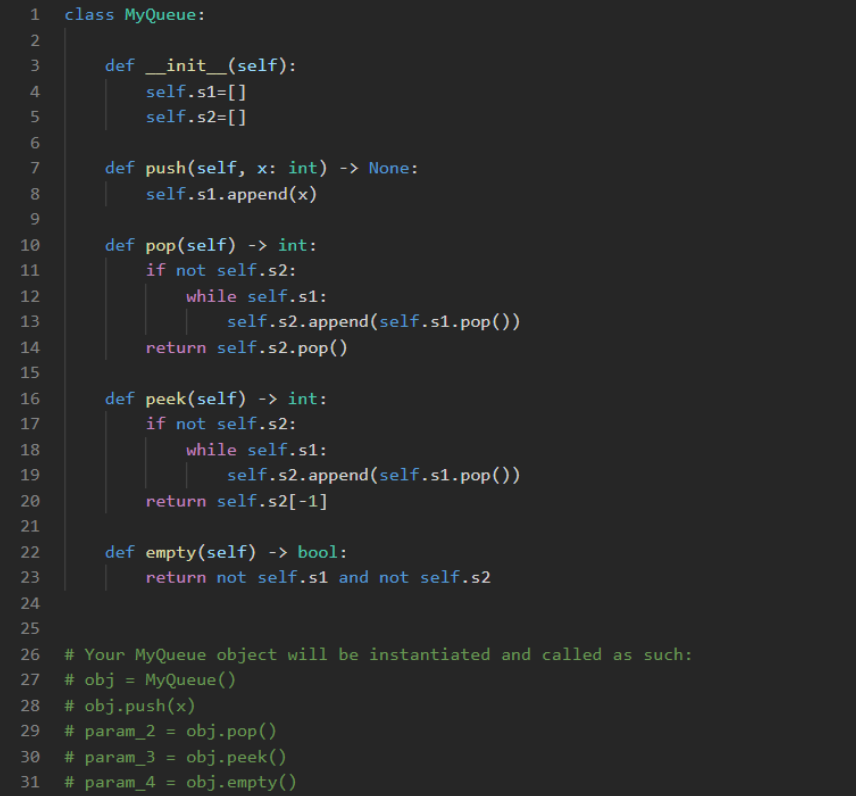 1 class MyQueue:
2
3     def __init__(self):
4         self.s1=[]
5         self.s2=[]
6
7     def push(self, x: int) -> None:
8         self.s1.append(x)
9
10     def pop(self) -> int:
11         if not self.s2:
12             while self.s1:
13                 self.s2.append(self.s1.pop())
14         return self.s2.pop()
15
16     def peek(self) -> int:
17         if not self.s2:
18             while self.s1:
19                 self.s2.append(self.s1.pop())
20         return self.s2[-1]
21
22     def empty(self) -> bool:
23         return not self.s1 and not self.s2
24
25
26 # Your MyQueue object will be instantiated and called as such:
27 # obj = MyQueue()
28 # obj.push(x)
29 # param_2 = obj.pop()
30 # param_3 = obj.peek()
31 # param_4 = obj.empty()